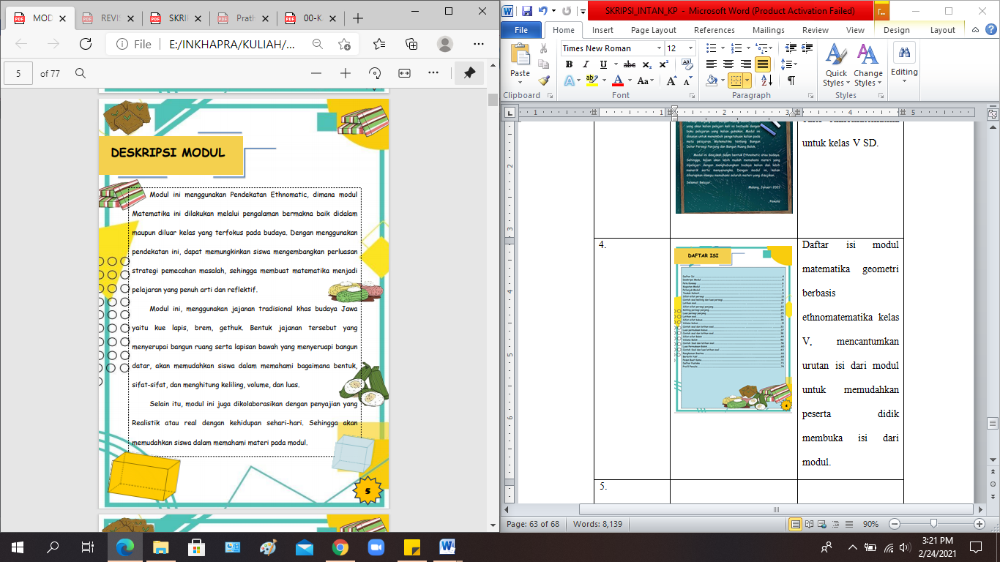 MOD
REVIS
SKRI
Prath
00-K
File
E:/INKHAPRA/KULIAH/...
5
of 77
DESKRIPSI MODUL
Modul ini menggunakan Pendekatan Ethnomatic, dimana modul
Matematika ini dilakukan melalui pengalaman bermakna baik didalam
maupun diluar kelas yang terfokus pada budaya. Dengan menggunakan
pendekatan ini, dapat memungkinkan siswa mengembangkan perluasan
strategi pemecahan masalah, sehingga membuat matematika menjadi
pelajaran yang penuh arti dan reflektif.
Modul ini, menggunakan jajanan tradisional khas budaya Jawa
yaitu kue lapis, brem, gethuk. Bentuk jajanan tersebut yang
menyerupai bangun ruang serta lapisan bawah yang menyerupai bangun
datar, akan memudahkan siswa dalam memahami bagaimana bentuk,
sifat-sifat, dan menghitung keliling, volume, dan luas.
Selain itu, modul ini juga dikolaborasikan dengan penyajian yang
Realistik atau real dengan kehidupan sehari-hari. Sehingga akan
memudahkan siswa dalam memahami materi pada modul.
5
SKRIPSI_INTAN_KP - Microsoft Word (Product Activation Failed)
File Home Insert Page Layout References Mailings Review View Design Layout
Times New Roman 12
Paste
Quick Styles
Change Styles
Editing
Clipboard Font Paragraph Styles
yang akan kalian pelajari kali ini berbeda dengan
buku pelajaran yang kalian gunakan. Modul ini
disusun untuk menambah pengetahuan kalian pada
mata pelajaran Matematika tentang Bangun
Datar Persegi Panjang dan Bangun Ruang Balok.
Modul ini disajikan dalam bentuk Ethnomatic atau budaya.
Sehingga, kalian akan lebih mudah memahami materi yang
dipelajari dengan menghubungkan budaya kalian dan lebih
menarik serta menyenangkan. Dengan modul ini, kalian
diharapkan mampu memahami seluruh materi yang disajikan.
Selamat Belajar.
Malang, Januari 2021
Penulis
untuk kelas V SD.
4.
DAFTAR ISI
Daftar isi modul
matematika geometri
berbasis
ethnomatematika kelas
V, mencantumkan
urutan isi dari modul
untuk memudahkan
peserta didik
membuka isi dari
modul.
5.
Page: 63 of 68 Words: 8,139 90%
3:21 PM
2/24/2021